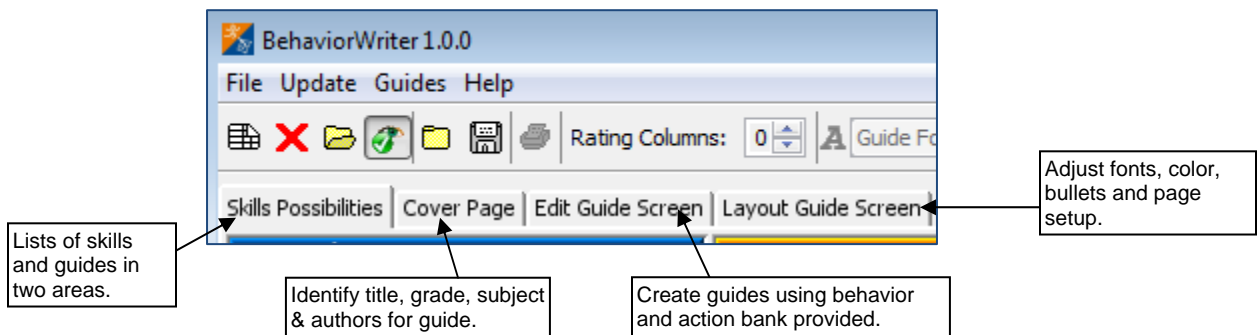 BehaviorWriter 1.0.0
File Update Guides Help
Rating Columns: 0 A Guide Fo
Skills Possibilities Cover Page Edit Guide Screen Layout Guide Screen
Adjust fonts, color,
bullets and page
setup.
Lists of skills
and guides in
two areas.
Identify title, grade, subject
& authors for guide.
Create guides using behavior
and action bank provided.